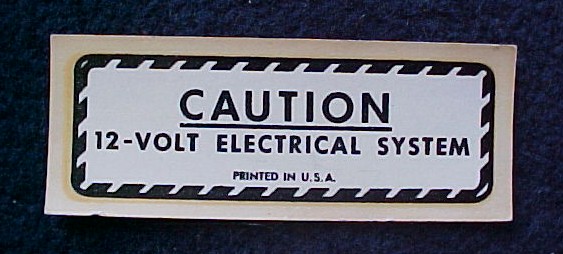 CAUTION
12-VOLT ELECTRICAL SYSTEM
PRINTED IN U.S.A.